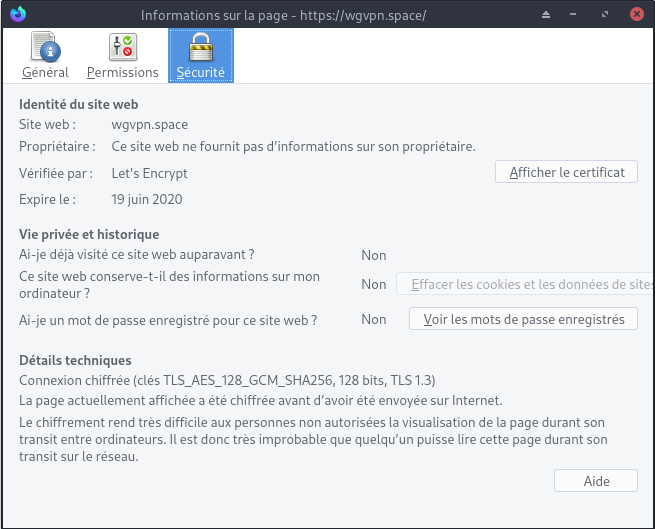 Informations sur la page - https://wgvpn.space/
Général Permissions Sécurité
Identité du site web
Site web : wgvpn.space
Propriétaire : Ce site web ne fournit pas d'informations sur son propriétaire.
Vérifiée par : Let's Encrypt Afficher le certificat
Expire le : 19 juin 2020
Vie privée et historique
Ai-je déjà visité ce site web auparavant ? Non
Ce site web conserve-t-il des informations sur mon
ordinateur ? Non Effacer les cookies et les données de sites
Ai-je un mot de passe enregistré pour ce site web ? Non Voir les mots de passe enregistrés
Détails techniques
Connexion chiffrée (clés TLS_AES_128_GCM_SHA256, 128 bits, TLS 1.3)
La page actuellement affichée a été chiffrée avant d'avoir été envoyée sur Internet.
Le chiffrement rend très difficile aux personnes non autorisées la visualisation de la page durant son
transit entre ordinateurs. Il est donc très improbable que quelqu'un puisse lire cette page durant son
transit sur le réseau.
Aide